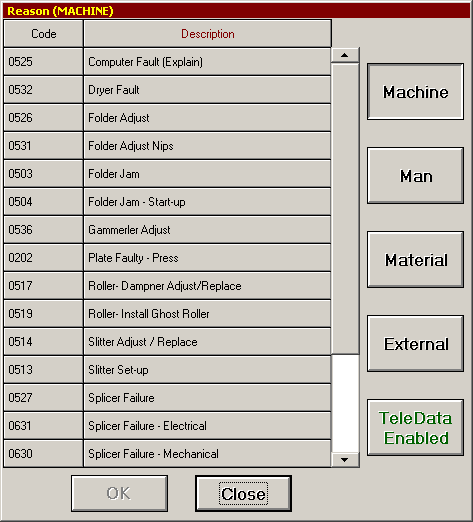 Reason (MACHINE)
Code Description
0525 Computer Fault (Explain)
0532 Dryer Fault
0526 Folder Adjust
0531 Folder Adjust Nips
0503 Folder Jam
0504 Folder Jam - Start-up
0536 Gammerler Adjust
0202 Plate Faulty - Press
0517 Roller- Dampner Adjust/Replace
0519 Roller- Install Ghost Roller
0514 Slitter Adjust / Replace
0513 Slitter Set-up
0527 Splicer Failure
0631 Splicer Failure - Electrical
0630 Splicer Failure - Mechanical
Machine
Man
Material
External
TeleData
Enabled
OK Close